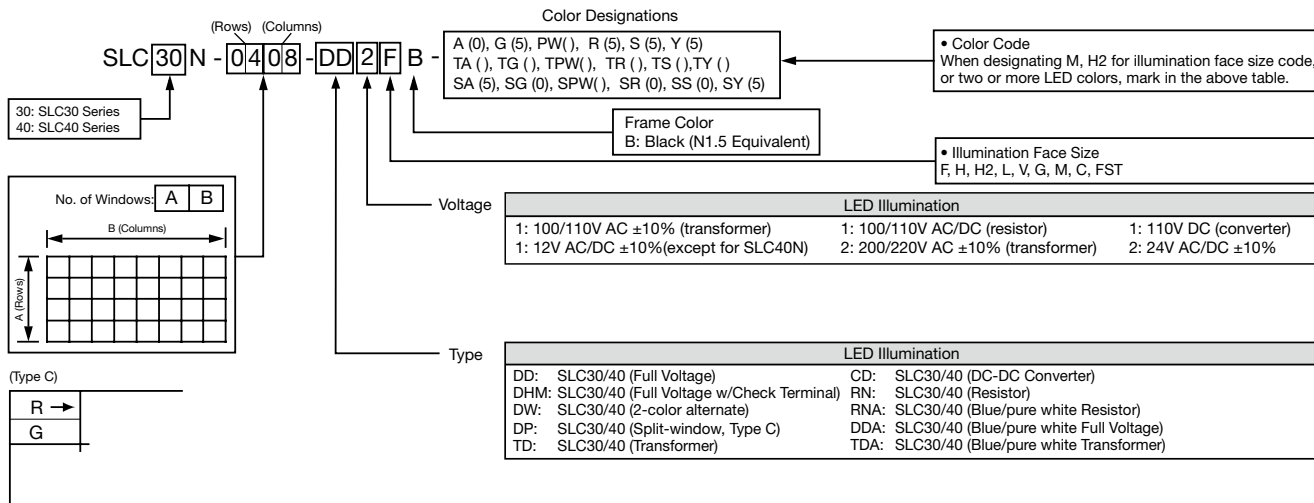 (Rows) (Columns)
SLC 30 N - 0 4 0 8 - DD 2 F B -
Color Designations
A (0), G (5), PW( ), R (5), S (5), Y (5)
TA ( ), TG ( ), TPW( ), TR ( ), TS ( ),TY ( )
SA (5), SG (0), SPW( ), SR (0), SS (0), SY (5)
• Color Code
When designating M, H2 for illumination face size code,
or two or more LED colors, mark in the above table.
30: SLC30 Series
40: SLC40 Series
Frame Color
B: Black (N1.5 Equivalent)
• Illumination Face Size
F, H, H2, L, V, G, M, C, FST
No. of Windows: A B
B (Columns)
A (Rows)
Voltage
LED Illumination
1: 100/110V AC ±10% (transformer) 1: 100/110V AC/DC (resistor) 1: 110V DC (converter)
1: 12V AC/DC ±10%(except for SLC40N) 2: 200/220V AC ±10% (transformer) 2: 24V AC/DC ±10%
Type
LED Illumination
DD: SLC30/40 (Full Voltage) CD: SLC30/40 (DC-DC Converter)
DHM: SLC30/40 (Full Voltage w/Check Terminal) RN: SLC30/40 (Resistor)
DW: SLC30/40 (2-color alternate) RNA: SLC30/40 (Blue/pure white Resistor)
DP: SLC30/40 (Split-window, Type C) DDA: SLC30/40 (Blue/pure white Full Voltage)
TD: SLC30/40 (Transformer) TDA: SLC30/40 (Blue/pure white Transformer)
(Type C)
R
G